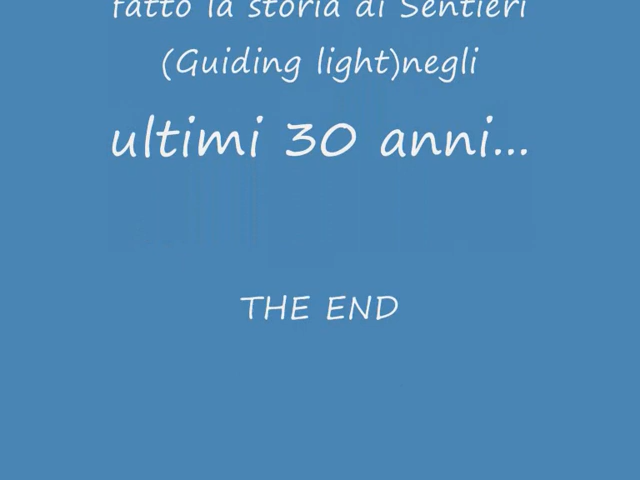 fatto la storia di Sentieri
(Guiding light)negli
ultimi 30 anni...
THE END